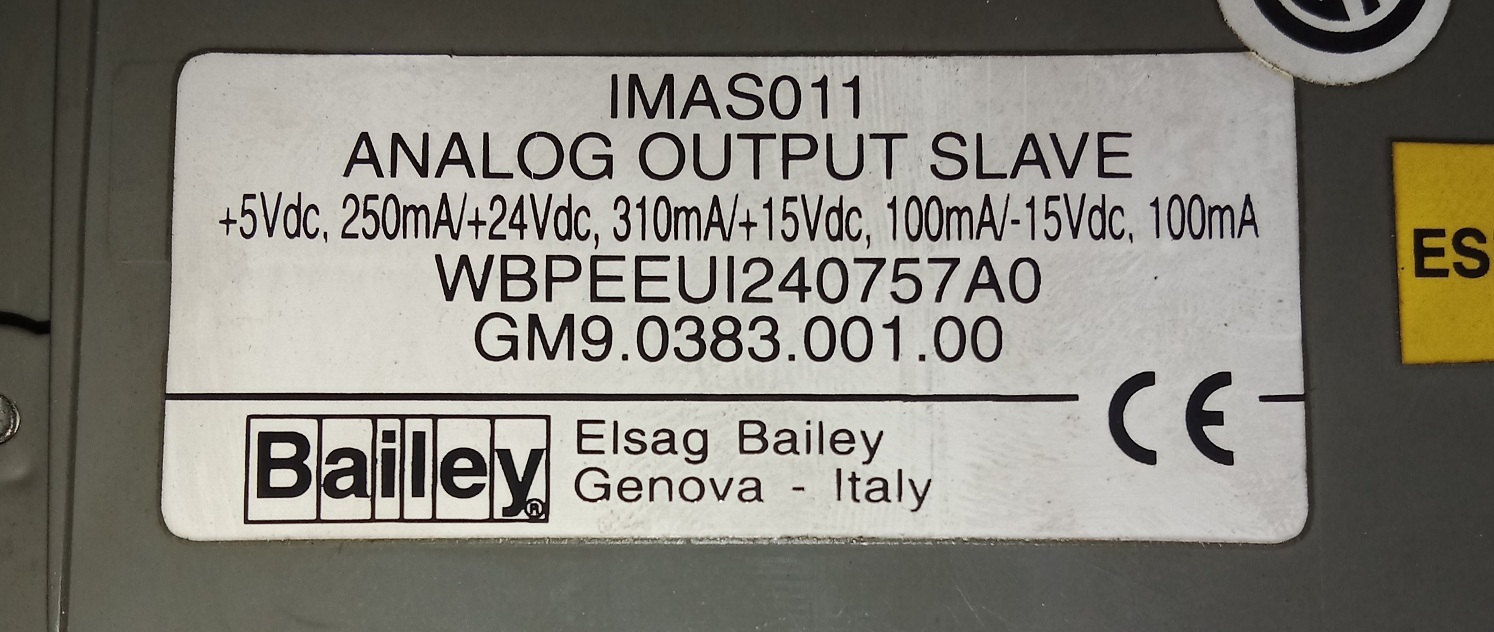 IMAS011
ANALOG OUTPUT SLAVE
+5Vdc, 250mA/+24Vdc, 310mA/+15Vdc, 100mA/-15Vdc, 100mA
WBPEEUI240757A0
GM9.0383.001.00
CE
Bailey® Elsag Bailey
Genova - Italy
ES